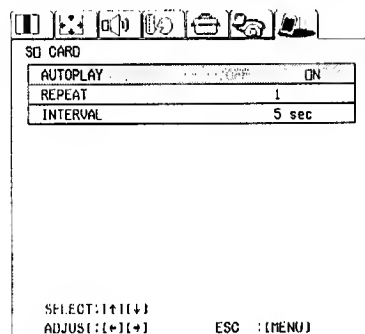 SD CARD
AUTOPLAY OFF ON
REPEAT 1
INTERVAL 5 sec
SELECT:[↑][↓]
ADJUST:[←][→] ESC :[MENU]